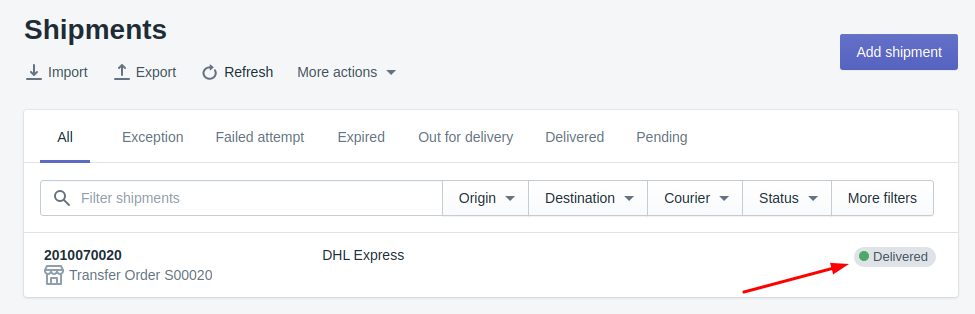 Shipments
Import Export Refresh More actions
Add shipment
All Exception Failed attempt Expired Out for delivery Delivered Pending
Filter shipments Origin Destination Courier Status More filters
2010070020 DHL Express Delivered
Transfer Order S00020